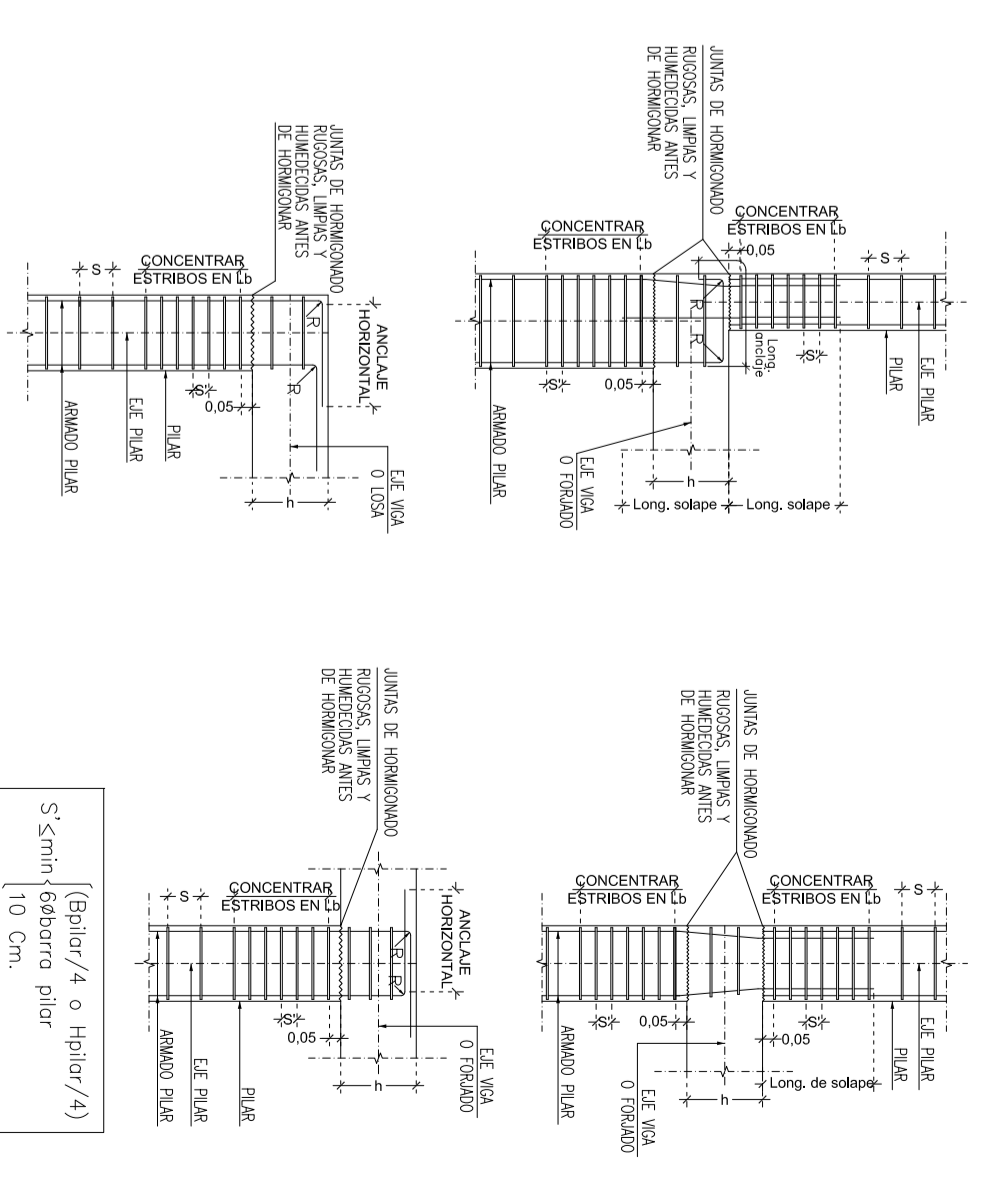 JUNTAS DE HORMIGONADO
RUGOSAS, LIMPIAS Y
HUMEDECIDAS ANTES
DE HORMIGONAR
CONCENTRAR
ESTRIBOS EN Lb
CONCENTRAR
ESTRIBOS EN Lb
0,05
S
R
R
Long.
anclaje
S'
S'
0,05
PILAR
EJE PILAR
ARMADO PILAR
EJE VIGA
O FORJADO
h
Long. solape
Long. solape
JUNTAS DE HORMIGONADO
RUGOSAS, LIMPIAS Y
HUMEDECIDAS ANTES
DE HORMIGONAR
CONCENTRAR
ESTRIBOS EN Lb
S
R
R
ANCLAJE
HORIZONTAL
S'
0,05
PILAR
EJE PILAR
ARMADO PILAR
EJE VIGA
O LOSA
h
JUNTAS DE HORMIGONADO
RUGOSAS, LIMPIAS Y
HUMEDECIDAS ANTES
DE HORMIGONAR
CONCENTRAR
ESTRIBOS EN Lb
CONCENTRAR
ESTRIBOS EN Lb
S
S'
S'
0,05
0,05
PILAR
EJE PILAR
ARMADO PILAR
Long. de solape
EJE VIGA
O FORJADO
h
JUNTAS DE HORMIGONADO
RUGOSAS, LIMPIAS Y
HUMEDECIDAS ANTES
DE HORMIGONAR
CONCENTRAR
ESTRIBOS EN Lb
S
R
R
ANCLAJE
HORIZONTAL
S'
0,05
PILAR
EJE PILAR
ARMADO PILAR
EJE VIGA
O FORJADO
h
(Bpilar/4 o Hpilar/4)
S'≤min 6øbarra pilar
10 Cm.